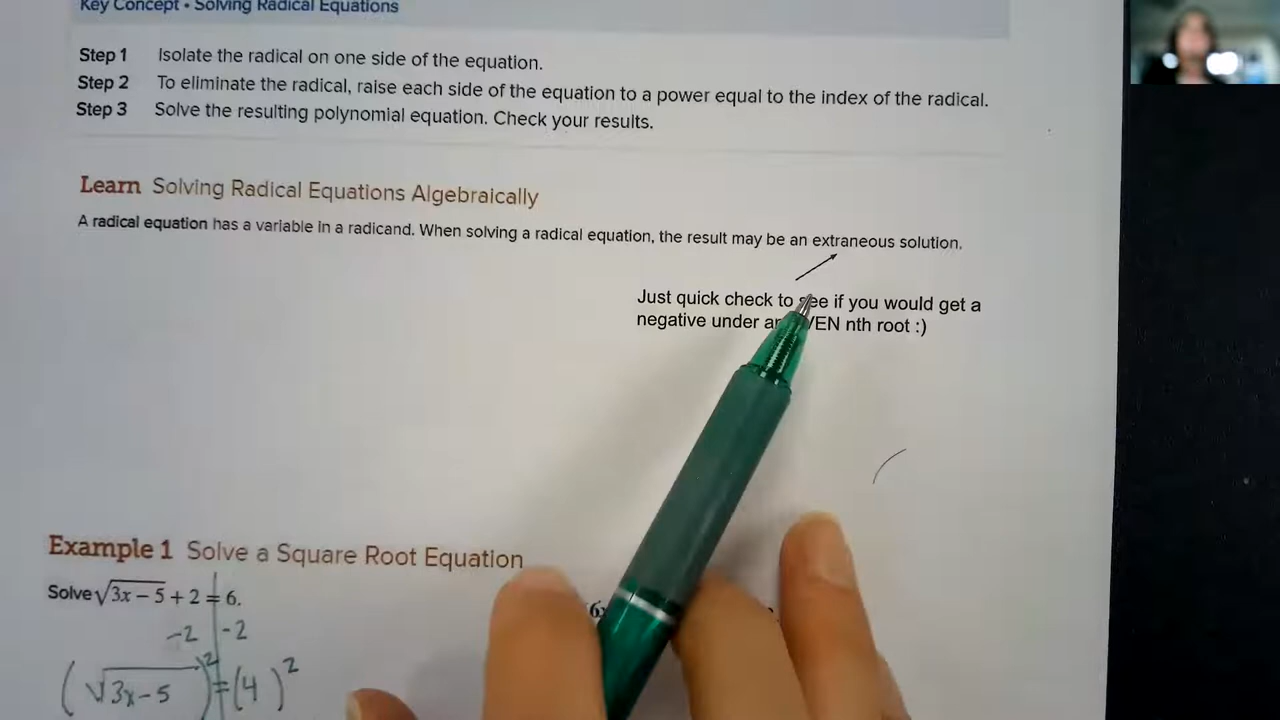 Key Concept • Solving Radical Equations
Step 1 Isolate the radical on one side of the equation.
Step 2 To eliminate the radical, raise each side of the equation to a power equal to the index of the radical.
Step 3 Solve the resulting polynomial equation. Check your results.
Learn Solving Radical Equations Algebraically
A radical equation has a variable in a radicand. When solving a radical equation, the result may be an extraneous solution.
Just quick check to see if you would get a
negative under an EVEN nth root :)
Example 1 Solve a Square Root Equation
Solve √3x – 5 + 2 = 6.
-2 -2
(√3x-5)² = (4)²